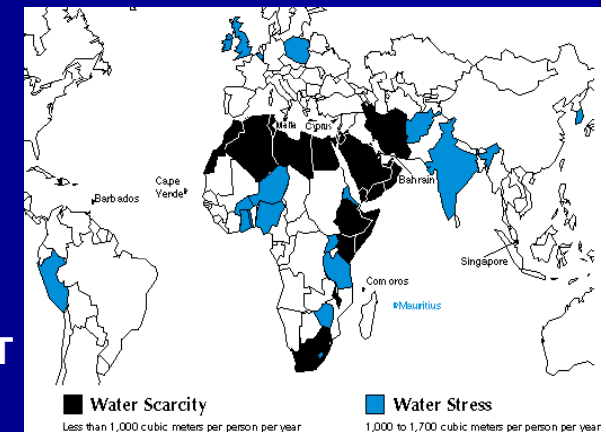 Malta
Cyprus
Cape
Verde
Barbados
Bahrain
Singapore
Comoros
Mauritius
T
Water Scarcity
Less than 1,000 cubic meters per person per year
Water Stress
1,000 to 1,700 cubic meters per person per year